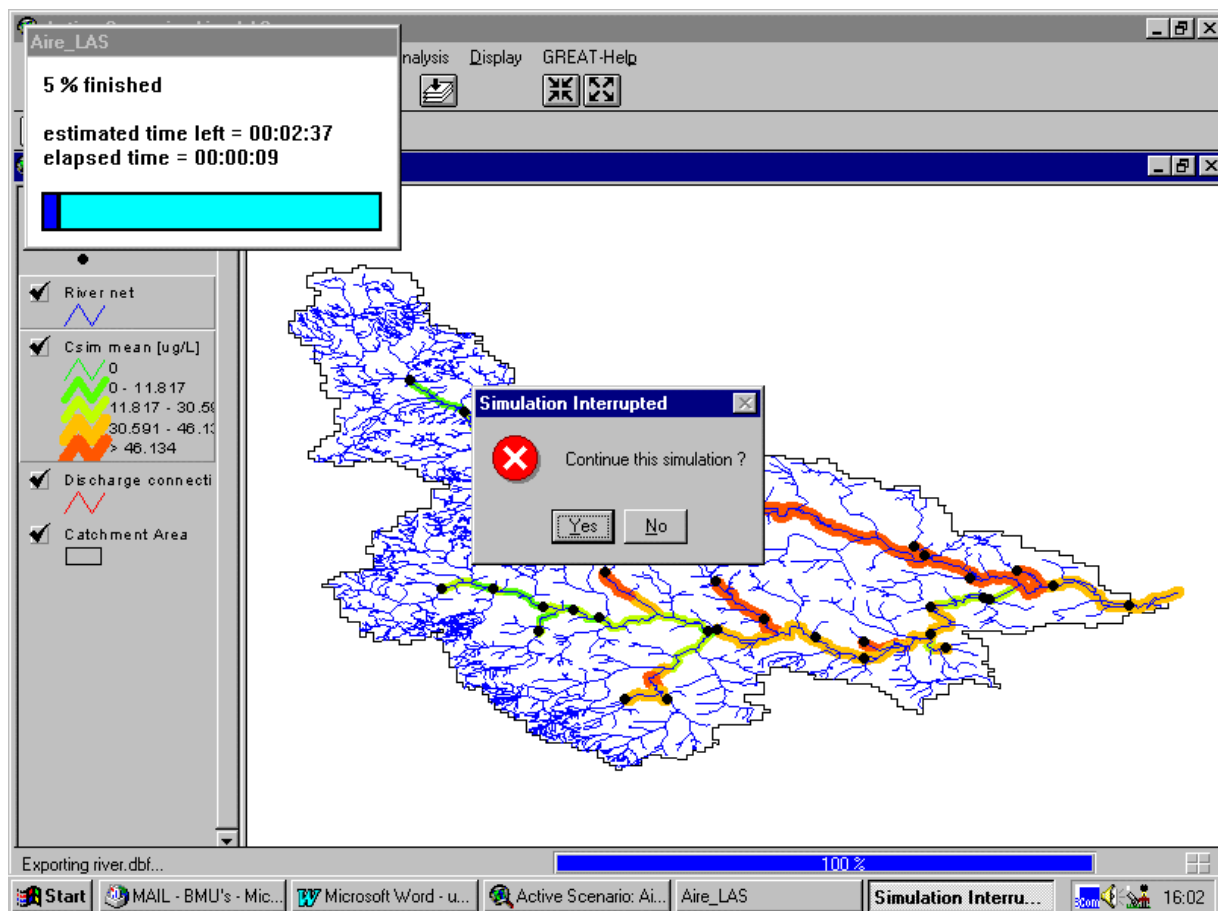 Aire_LAS
5 % finished
estimated time left = 00:02:37
elapsed time = 00:00:09
nalysis Display GREAT-Help
River net
Csim mean [ug/L]
0
0 - 11.817
11.817 - 30.59
30.591 - 46.13
> 46.134
Discharge connecti
Catchment Area
Simulation Interrupted
Continue this simulation ?
Yes No
Exporting river.dbf...
100 %
Start MAIL - BMU's - Mic... Microsoft Word - u... Active Scenario: Ai... Aire_LAS Simulation Interru... 16:02